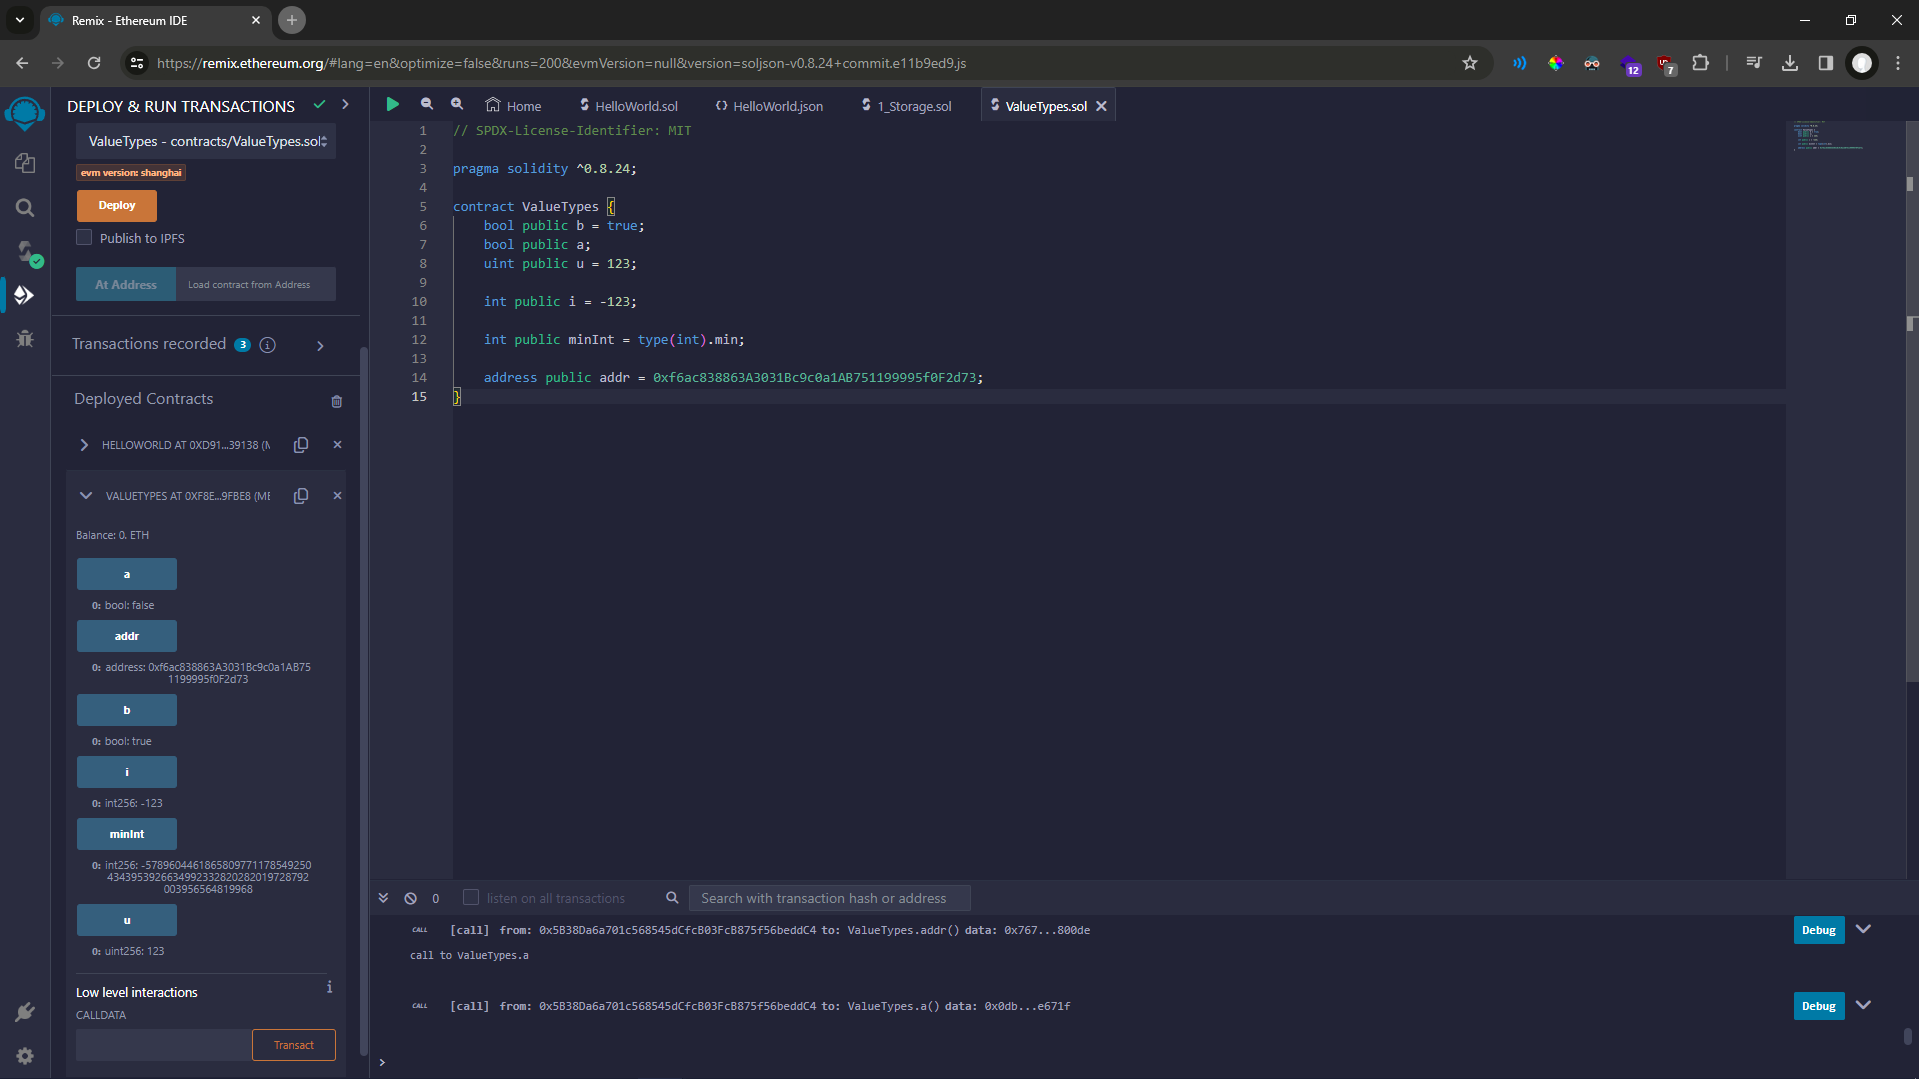 Remix - Ethereum IDE
https://remix.ethereum.org/#lang=en&optimize=false&runs=200&evmVersion=null&version=soljson-v0.8.24+commit.e11b9ed9.js
12
7
DEPLOY & RUN TRANSACTIONS
ValueTypes - contracts/ValueTypes.sol
evm version: shanghai
Deploy
Publish to IPFS
At Address
Load contract from Address
Transactions recorded 3 i
Deployed Contracts
HELLOWORLD AT 0XD91...39138 (M
VALUETYPES AT 0XF8E...9FBE8 (ME
Balance: 0. ETH
a
0: bool: false
addr
0: address: 0xf6ac838863A3031Bc9c0a1AB75
1199995f0F2d73
b
0: bool: true
i
0: int256: -123
minInt
0: int256: -57896044618658097711785492504
0: uint256: 123
Low level interactions
i
CALLDATA
Transact
Home
HelloWorld.sol
HelloWorld.json
1_Storage.sol
ValueTypes.sol
1 // SPDX-License-Identifier: MIT
2
3 pragma solidity ^0.8.24;
4
5 contract ValueTypes {
6 bool public b = true;
7 bool public a;
8 uint public u = 123;
9
10 int public i = -123;
11
12 int public minInt = type(int).min;
13
14 address public addr = 0xf6ac838863A3031Bc9c0a1AB751199995f0F2d73;
15 }
0
listen on all transactions
Search with transaction hash or address
CALL [call] from: 0x5B38Da6a701c568545dCfcB03FcB875f56beddC4 to: ValueTypes.addr() data: 0x767...800de
Debug
call to ValueTypes.a
CALL [call] from: 0x5B38Da6a701c568545dCfcB03FcB875f56beddC4 to: ValueTypes.a() data: 0x0db...e671f
Debug
>